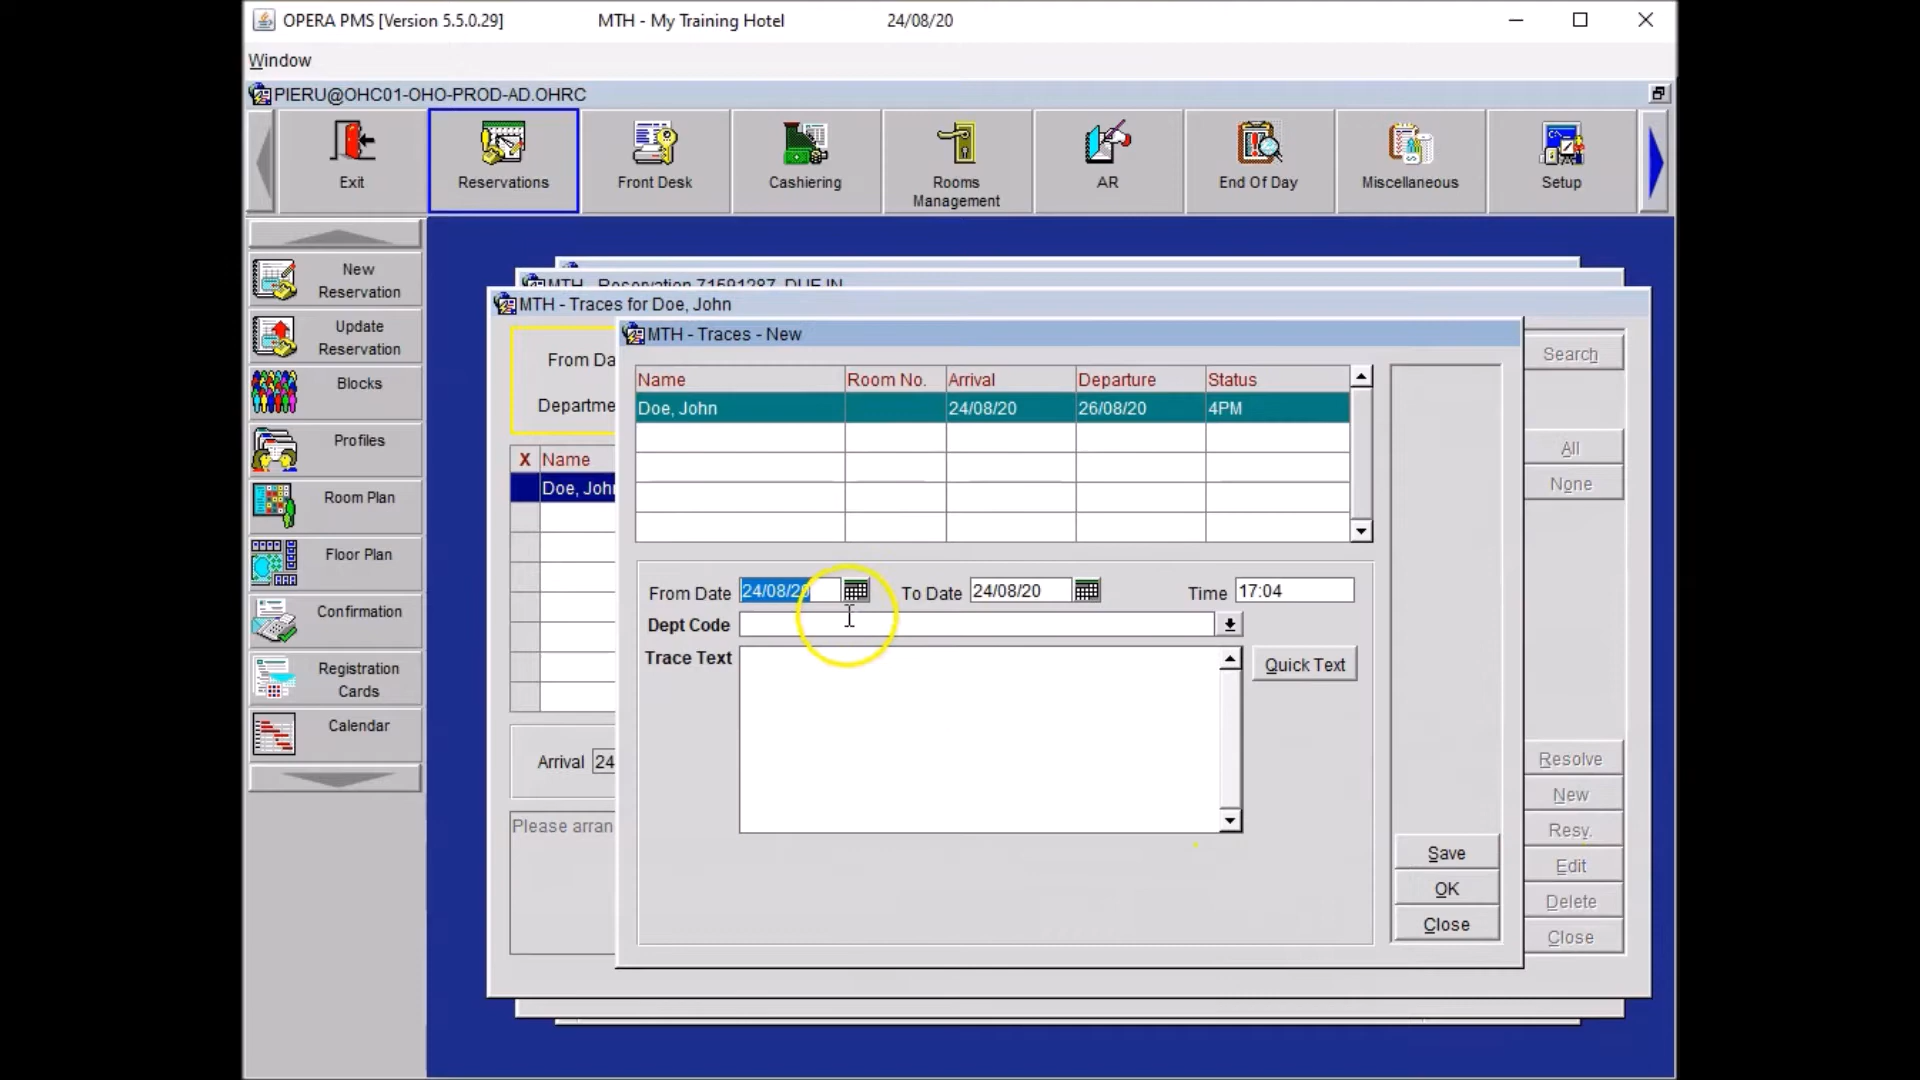 OPERA PMS [Version 5.5.0.29] MTH - My Training Hotel 24/08/20
Window
PIERU@OHC01-OHO-PROD-AD.OHRC
Exit
Reservations
Front Desk
Cashiering
Rooms
Management
AR
End Of Day
Miscellaneous
Setup
New
Reservation
Update
Reservation
Blocks
Profiles
Room Plan
Floor Plan
Confirmation
Registration
Cards
Calendar
MTH - Reservation 71591287 DUE IN
MTH - Traces for Doe, John
From Da
Departme
X Name
Doe, John
Arrival 24
Please arran
MTH - Traces - New
Name Room No. Arrival Departure Status
Doe, John 24/08/20 26/08/20 4PM
From Date 24/08/20 To Date 24/08/20 Time 17:04
Dept Code
Trace Text
Quick Text
Save
OK
Close
Search
All
None
Resolve
New
Resv.
Edit
Delete
Close